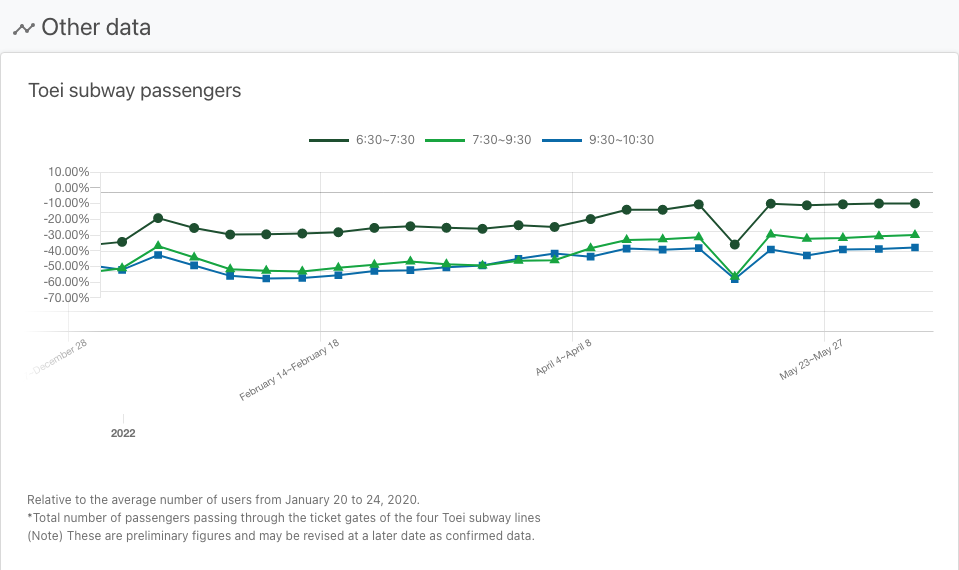 Other data
Toei subway passengers
6:30~7:30 7:30~9:30 9:30~10:30
10.00%
0.00%
-10.00%
-20.00%
-30.00%
-40.00%
-50.00%
-60.00%
-70.00%
December 28
February 14~February 18
April 4~April 8
May 23~May 27
2022
Relative to the average number of users from January 20 to 24, 2020.
*Total number of passengers passing through the ticket gates of the four Toei subway lines
(Note) These are preliminary figures and may be revised at a later date as confirmed data.